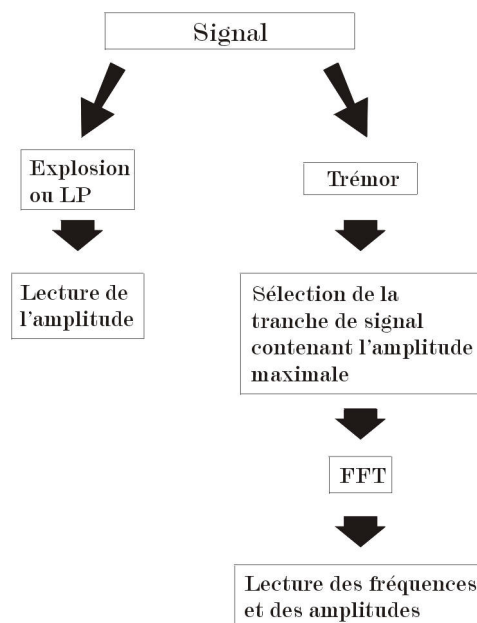 Signal
Explosion
ou LP
Lecture de
l'amplitude
Trémor
Sélection de la
tranche de signal
contenant l'amplitude
maximale
FFT
Lecture des fréquences
et des amplitudes